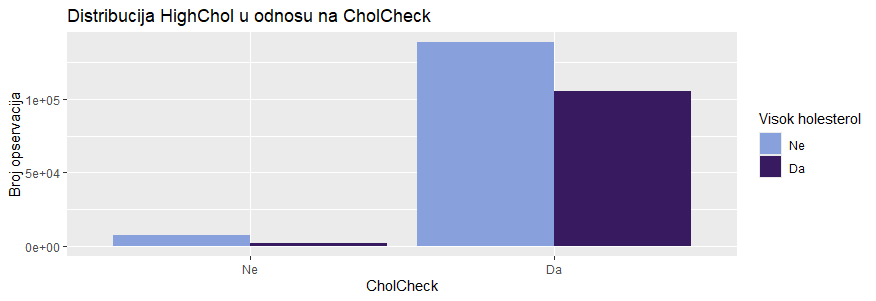 Distribucija HighChol u odnosu na CholCheck
Broj opservacija
1e+05
5e+04
0e+00
Ne
Da
CholCheck
Visok holesterol
Ne
Da